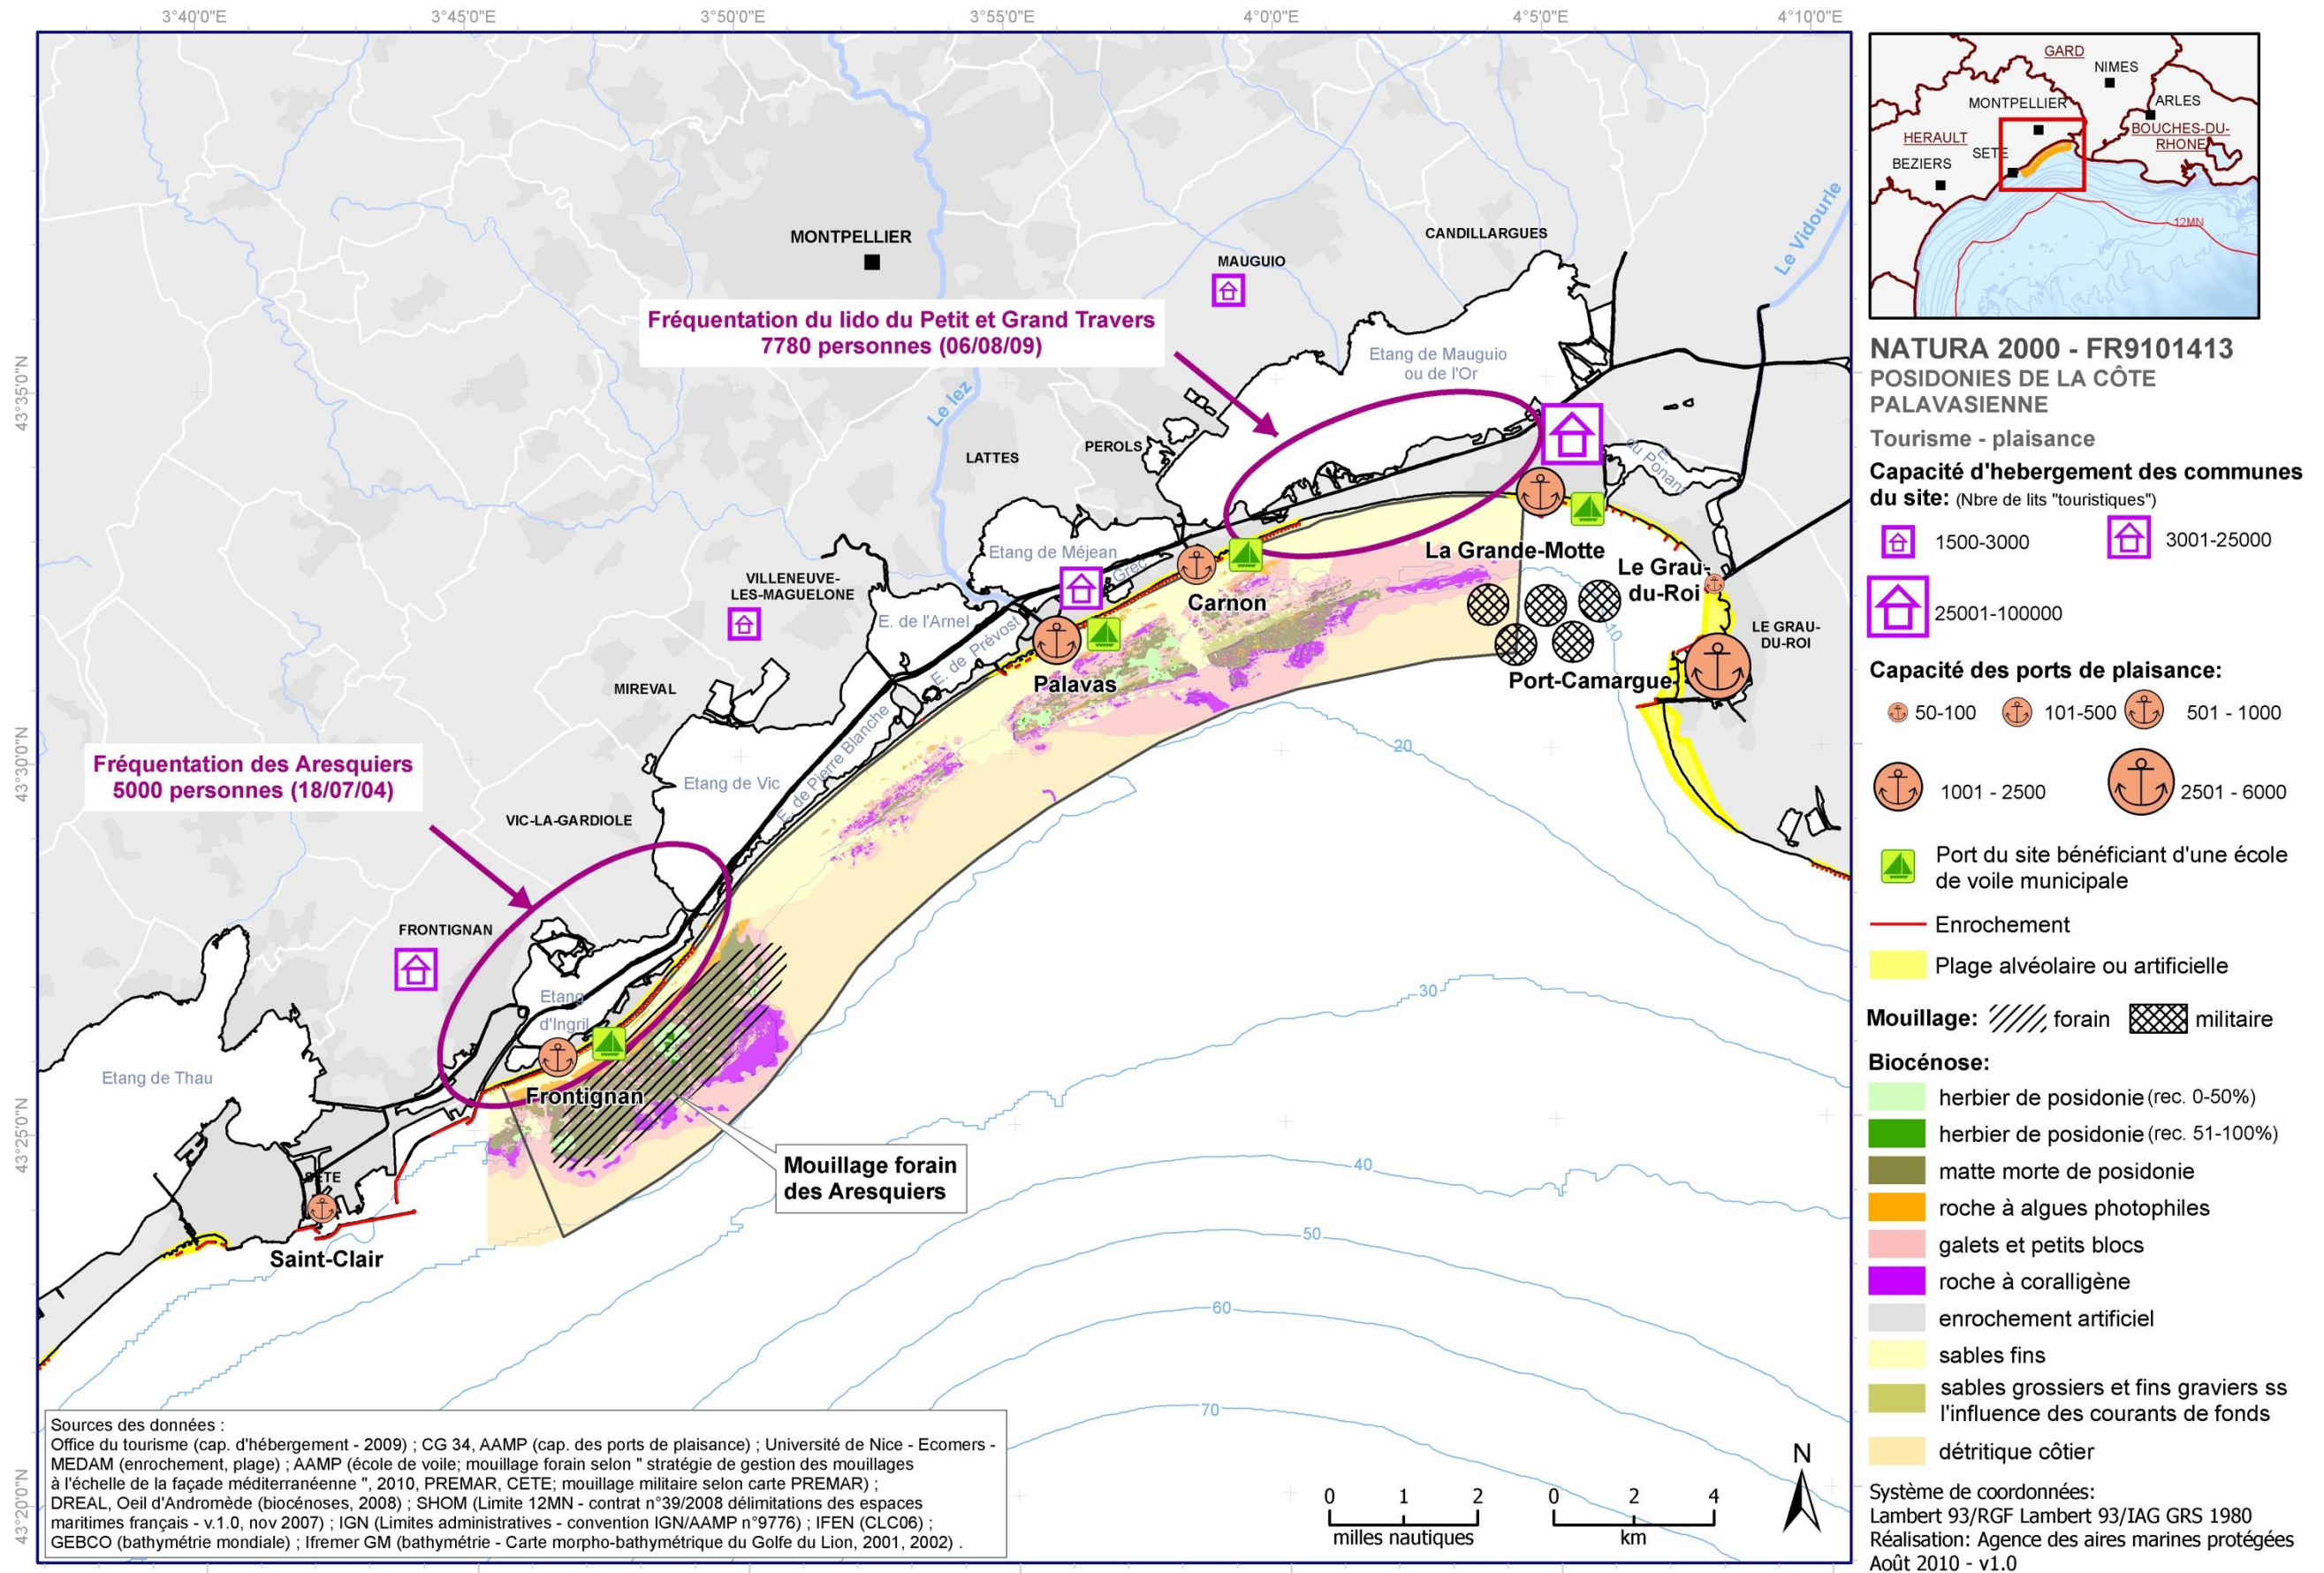 3°40'0"E
3°45'0"E
3°50'0"E
3°55'0"E
4°0'0"E
4°5'0"E
4°10'0"E
43°35'0"N
43°30'0"N
43°25'0"N
43°20'0"N
MONTPELLIER
MAUGUIO
CANDILLARGUES
Le Vidourle
Fréquentation du lido du Petit et Grand Travers
7780 personnes (06/08/09)
Etang de Mauguio
ou de l'Or
Le lez
LATTES
PEROLS
E.
du Ponant
Etang de Méjean
Grec
La Grande-Motte
Le Grau-
du-Roi
VILLENEUVE-
LES-MAGUELONE
E. de l'Arnel
E. de Prévost
Carnon
LE GRAU-
DU-ROI
10
MIREVAL
Palavas
Port-Camargue
Etang de Vic
E. de Pierre Blanche
20
Fréquentation des Aresquiers
5000 personnes (18/07/04)
VIC-LA-GARDIOLE
FRONTIGNAN
Etang
d'Ingril
30
Etang de Thau
Frontignan
Mouillage forain
des Aresquiers
40
SETE
Saint-Clair
50
60
70
Sources des données :
Office du tourisme (cap. d'hébergement - 2009) ; CG 34, AAMP (cap. des ports de plaisance) ; Université de Nice - Ecomers -
MEDAM (enrochement, plage) ; AAMP (école de voile; mouillage forain selon " stratégie de gestion des mouillages
à l'échelle de la façade méditerranéenne ", 2010, PREMAR, CETE; mouillage militaire selon carte PREMAR) ;
DREAL, Oeil d'Andromède (biocénoses, 2008) ; SHOM (Limite 12MN - contrat n°39/2008 délimitations des espaces
maritimes français - v.1.0, nov 2007) ; IGN (Limites administratives - convention IGN/AAMP n°9776) ; IFEN (CLC06) ;
GEBCO (bathymétrie mondiale) ; Ifremer GM (bathymétrie - Carte morpho-bathymétrique du Golfe du Lion, 2001, 2002) .
0 1 2
milles nautiques
0 2 4
km
N
GARD
NIMES
MONTPELLIER
ARLES
HERAULT
BOUCHES-DU-
RHONE
SETE
BEZIERS
12MN
NATURA 2000 - FR9101413
POSIDONIES DE LA CÔTE
PALAVASIENNE
Tourisme - plaisance
Capacité d'hebergement des communes
du site: (Nbre de lits "touristiques")
1500-3000
3001-25000
25001-100000
Capacité des ports de plaisance:
50-100
101-500
501 - 1000
1001 - 2500
2501 - 6000
Port du site bénéficiant d'une école
de voile municipale
Enrochement
Plage alvéolaire ou artificielle
Mouillage: forain militaire
Biocénose:
herbier de posidonie (rec. 0-50%)
herbier de posidonie (rec. 51-100%)
matte morte de posidonie
roche à algues photophiles
galets et petits blocs
roche à coralligène
enrochement artificiel
sables fins
sables grossiers et fins graviers ss
l'influence des courants de fonds
détritique côtier
Système de coordonnées:
Lambert 93/RGF Lambert 93/IAG GRS 1980
Réalisation: Agence des aires marines protégées
Août 2010 - v1.0